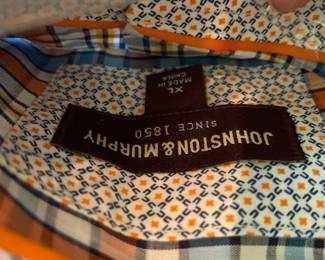 JOHNSTON & MURPHY
SINCE 1850
XL
MADE IN
CHINA